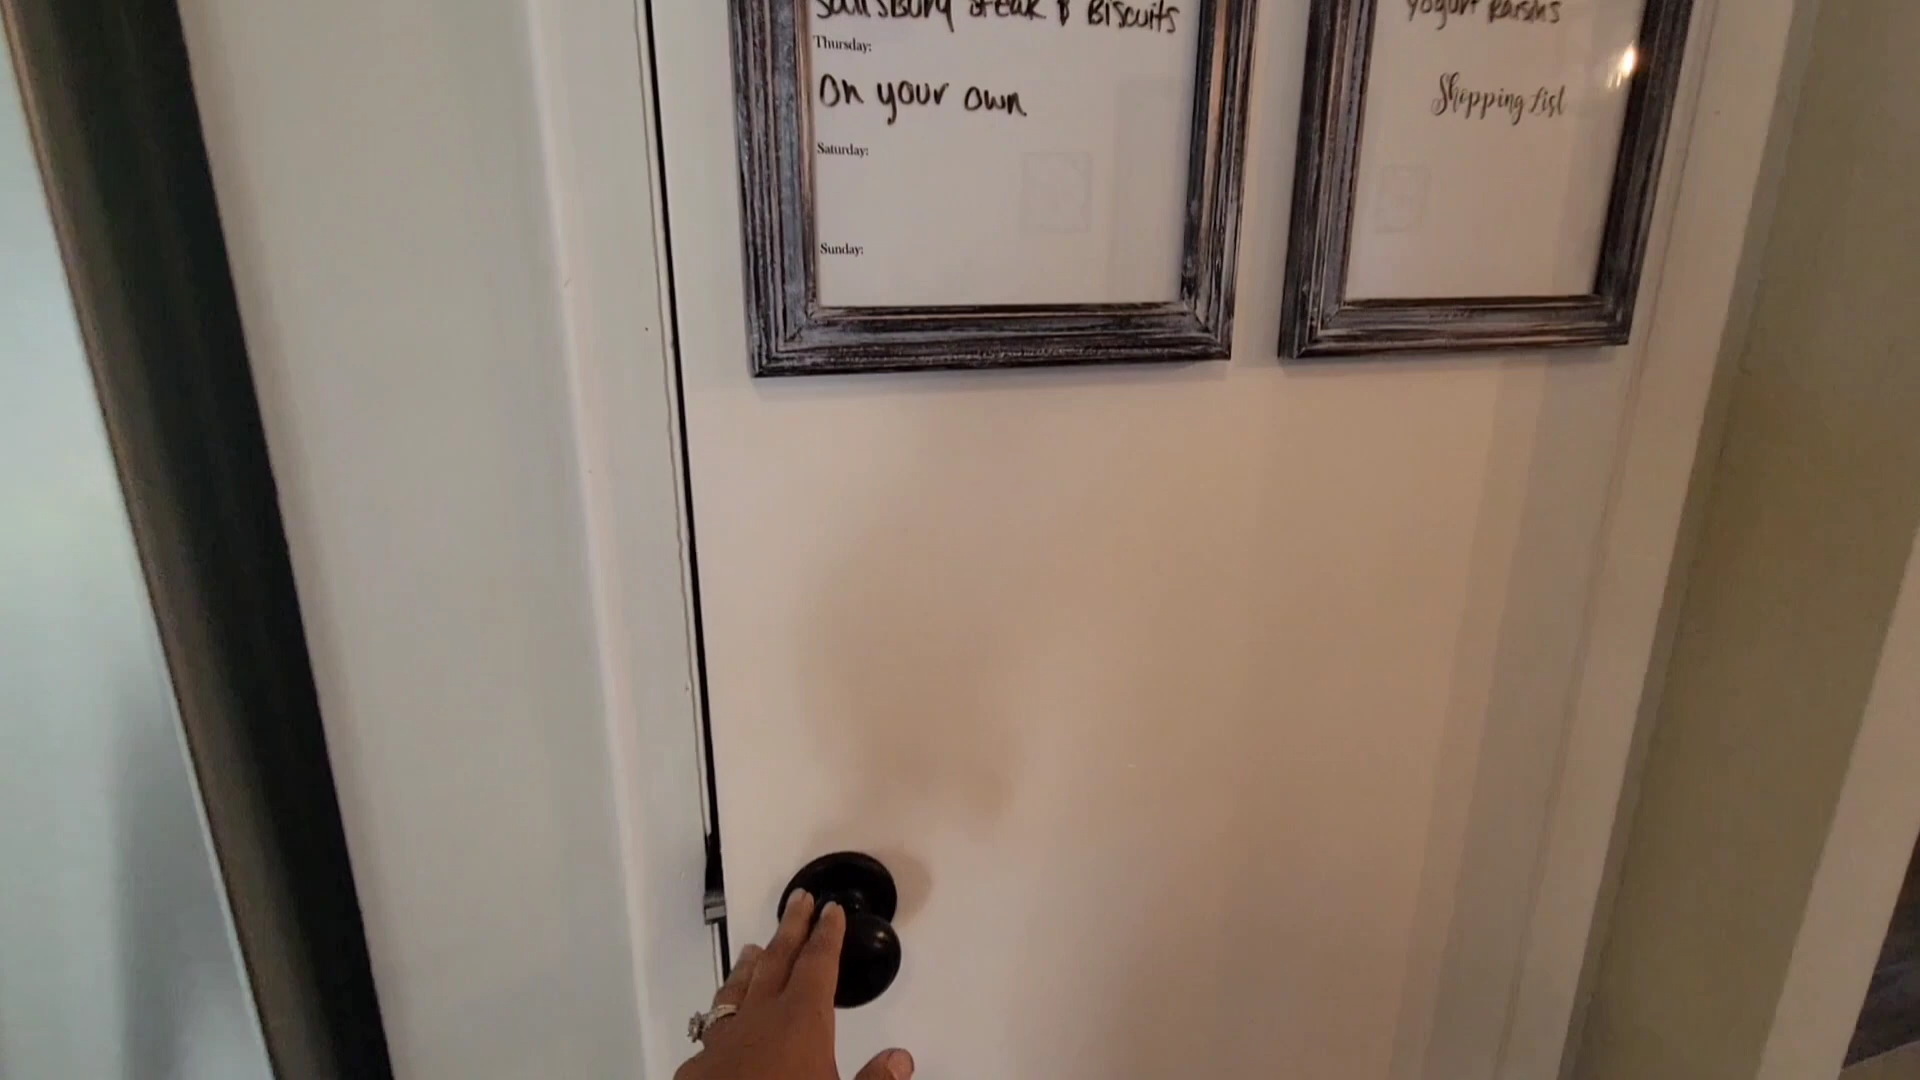 Salisbury Steak & Biscuits
Thursday:
On your own
Saturday:
Sunday:
yogurt Raisins
Shopping List